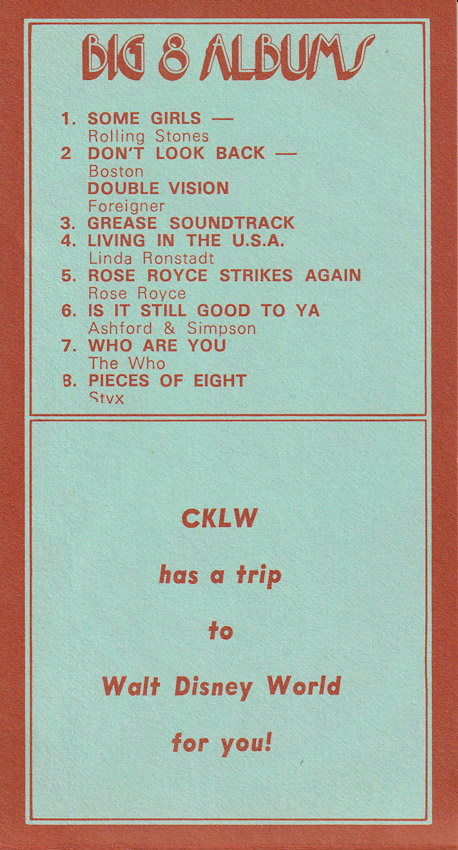 BIG 8 ALBUMS
1. SOME GIRLS —
Rolling Stones
2 DON'T LOOK BACK —
Boston
DOUBLE VISION
Foreigner
3. GREASE SOUNDTRACK
4. LIVING IN THE U.S.A.
Linda Ronstadt
5. ROSE ROYCE STRIKES AGAIN
Rose Royce
6. IS IT STILL GOOD TO YA
Ashford & Simpson
7. WHO ARE YOU
The Who
8. PIECES OF EIGHT
Styx
CKLW
has a trip
to
Walt Disney World
for you!